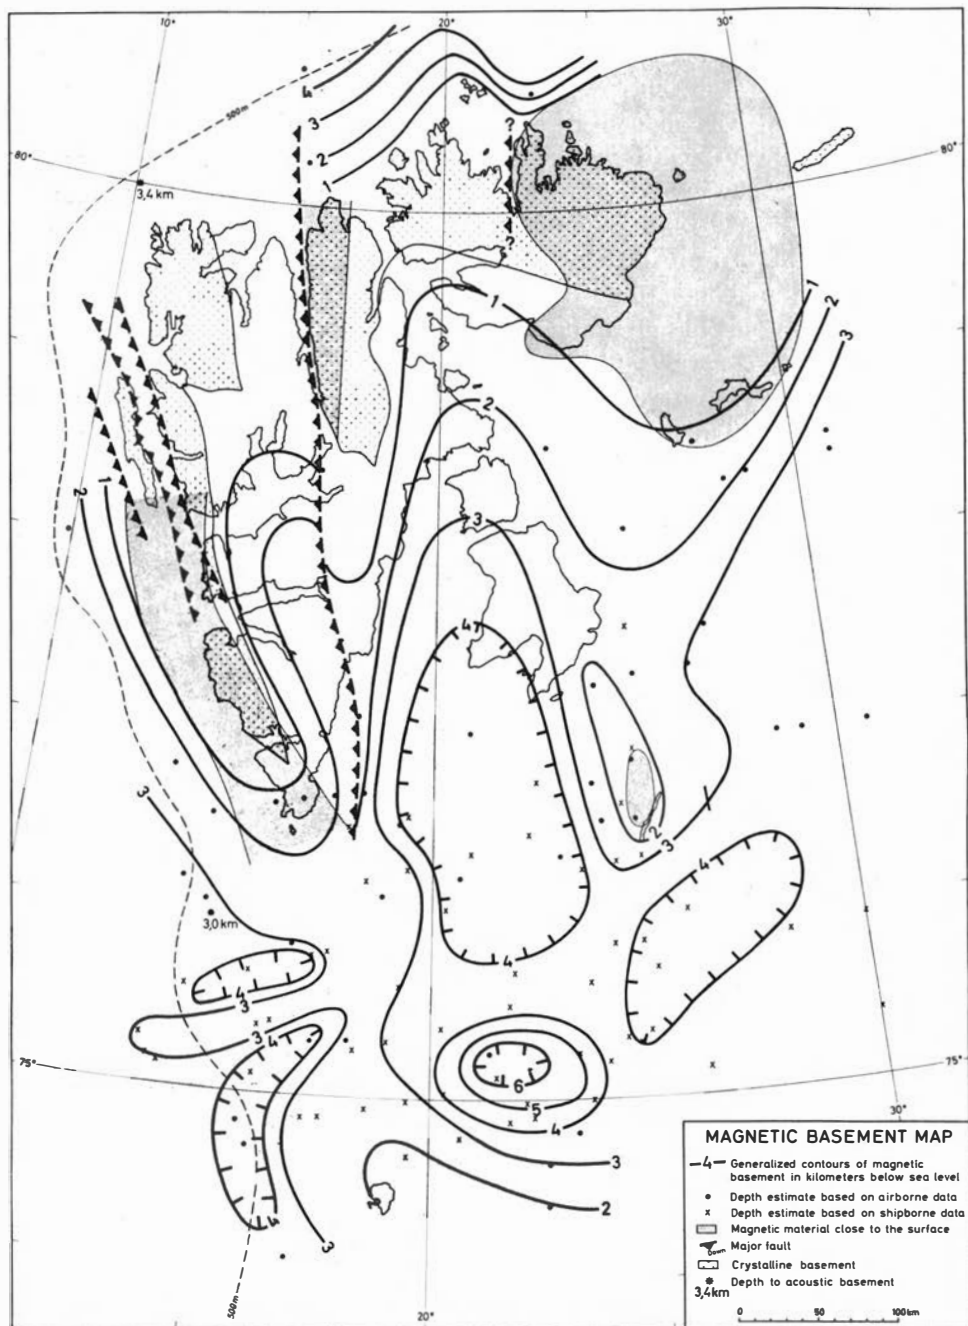 10°
20°
30°
4
500m
3
?
2
80°
80°
1
3,4 km
?
1
1
2
3
2
2
1
3
4
3
2
3
4
4
3,0 km
4
4
3
3
4
75°
75°
6
5
4
30°
3
2
4
3
500m
20°
MAGNETIC BASEMENT MAP
4 Generalized contours of magnetic
basement in kilometers below sea level
Depth estimate based on airborne data
x Depth estimate based on shipborne data
Magnetic material close to the surface
Down Major fault
Crystalline basement
Depth to acoustic basement
3,4km
0 50 100 km